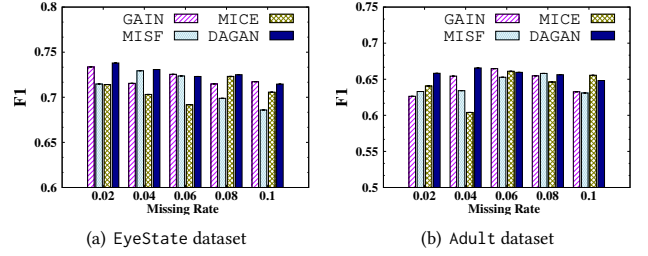 GAIN MICE
MISF DAGAN
0.8
0.75
0.7
0.65
0.6
F1
0.02 0.04 0.06 0.08 0.1
Missing Rate
(a) EyeState dataset
GAIN MICE
MISF DAGAN
0.75
0.7
0.65
0.6
0.55
0.5
F1
0.02 0.04 0.06 0.08 0.1
Missing Rate
(b) Adult dataset